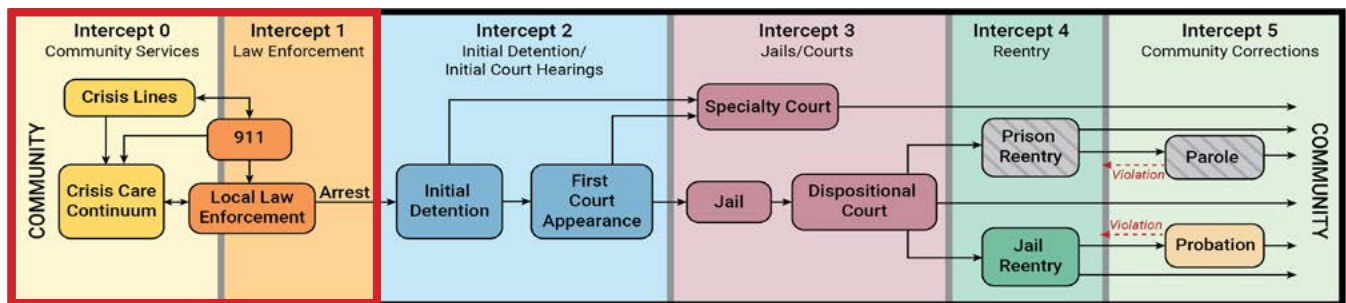 Intercept 0
Community Services
Intercept 1
Law Enforcement
Intercept 2
Initial Detention/
Initial Court Hearings
Intercept 3
Jails/Courts
Intercept 4
Reentry
Intercept 5
Community Corrections
COMMUNITY
Crisis Lines
911
Crisis Care
Continuum
Local Law
Enforcement
Arrest
Initial
Detention
First
Court
Appearance
Specialty Court
Jail
Dispositional
Court
Prison
Reentry
Violation
Parole
Jail
Reentry
Violation
Probation
COMMUNITY